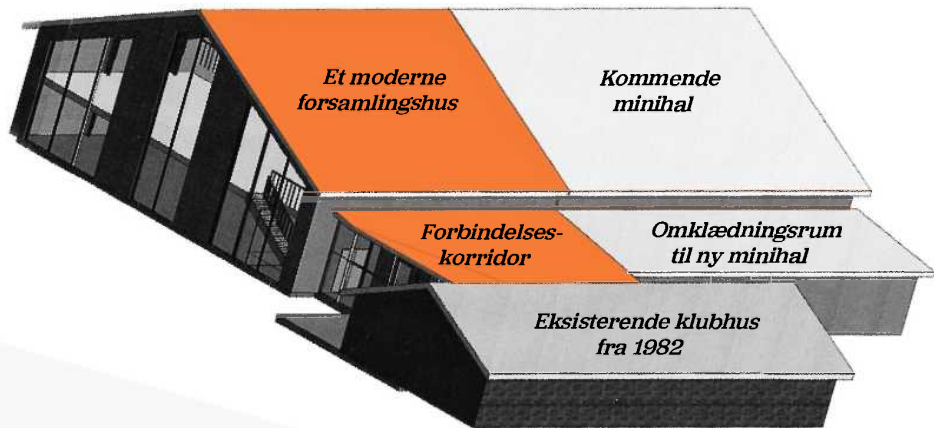 Et moderne
forsamlingshus
Kommende
minihal
Forbindelses-
korridor
Omklædningsrum
til ny minihal
Eksisterende klubhus
fra 1982